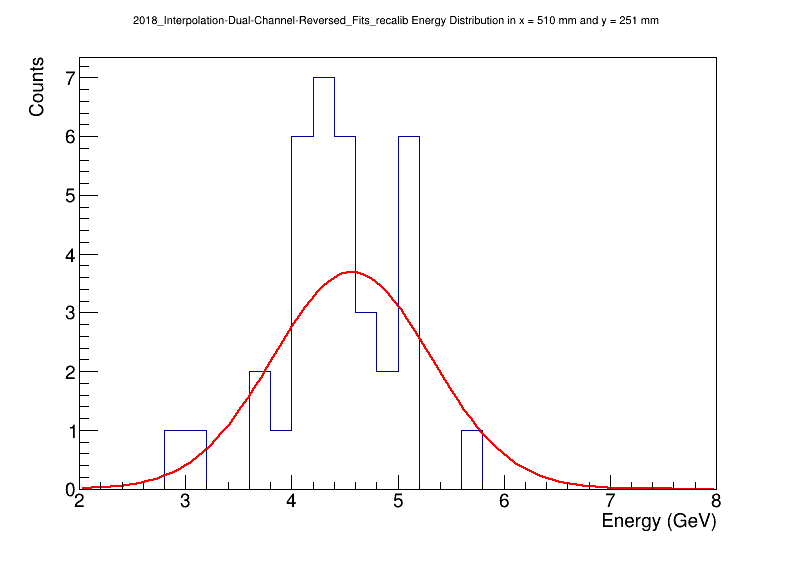 2018_Interpolation-Dual-Channel-Reversed_Fits_recalib Energy Distribution in x = 510 mm and y = 251 mm
Counts
7
6
5
4
3
2
1
0
2 3 4 5 6 7 8
Energy (GeV)